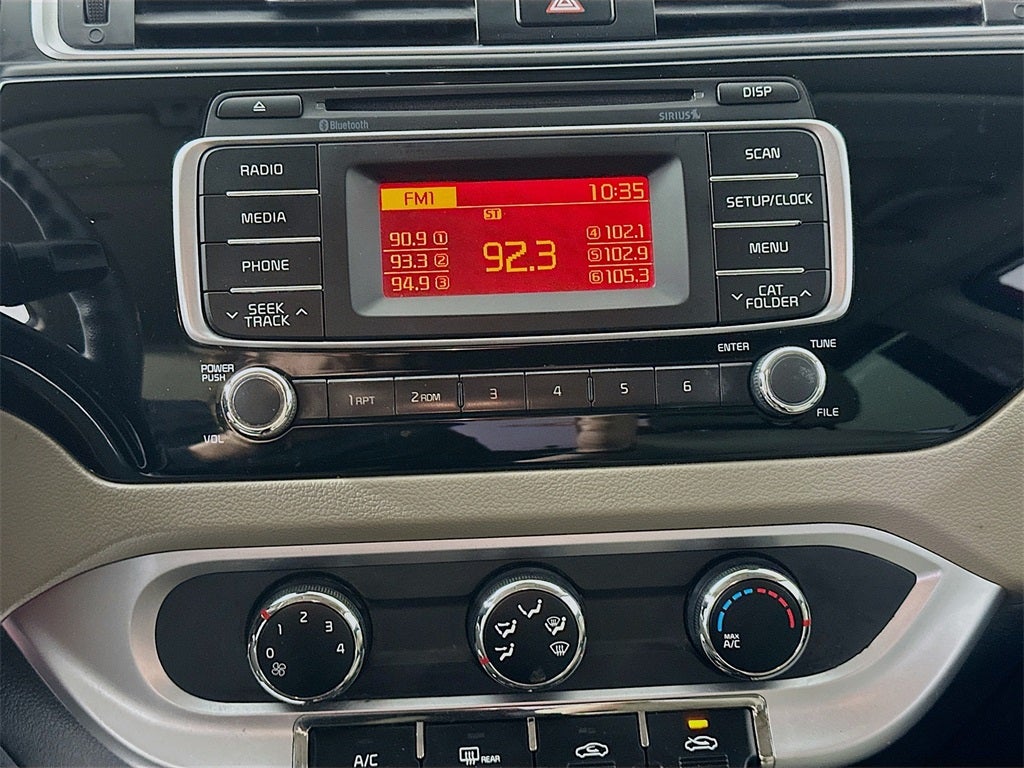 DISP
Bluetooth
SIRIUS
RADIO
MEDIA
PHONE
SEEK
TRACK
FM1 10:35
ST
90.9 1
93.3 2
94.9 3
92.3
4 102.1
5 102.9
6 105.3
SCAN
SETUP/CLOCK
MENU
CAT
FOLDER
POWER
PUSH
VOL
1 RPT 2 RDM 3 4 5 6
ENTER
TUNE
FILE
0 1 2 3 4
MAX
A/C
A/C
REAR